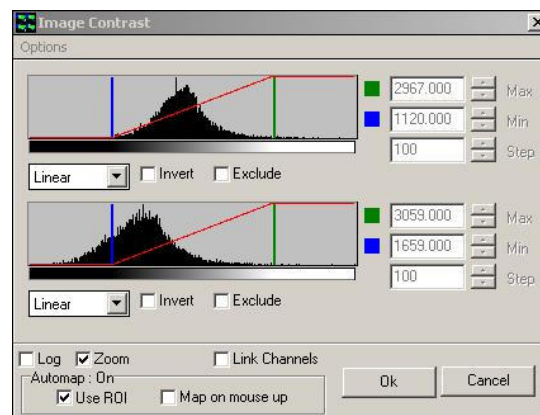 Image Contrast
Options
2967.000 Max
1120.000 Min
100 Step
Linear Invert Exclude
3059.000 Max
1659.000 Min
100 Step
Linear Invert Exclude
Log Zoom Link Channels
Automap : On
Use ROI Map on mouse up
Ok Cancel